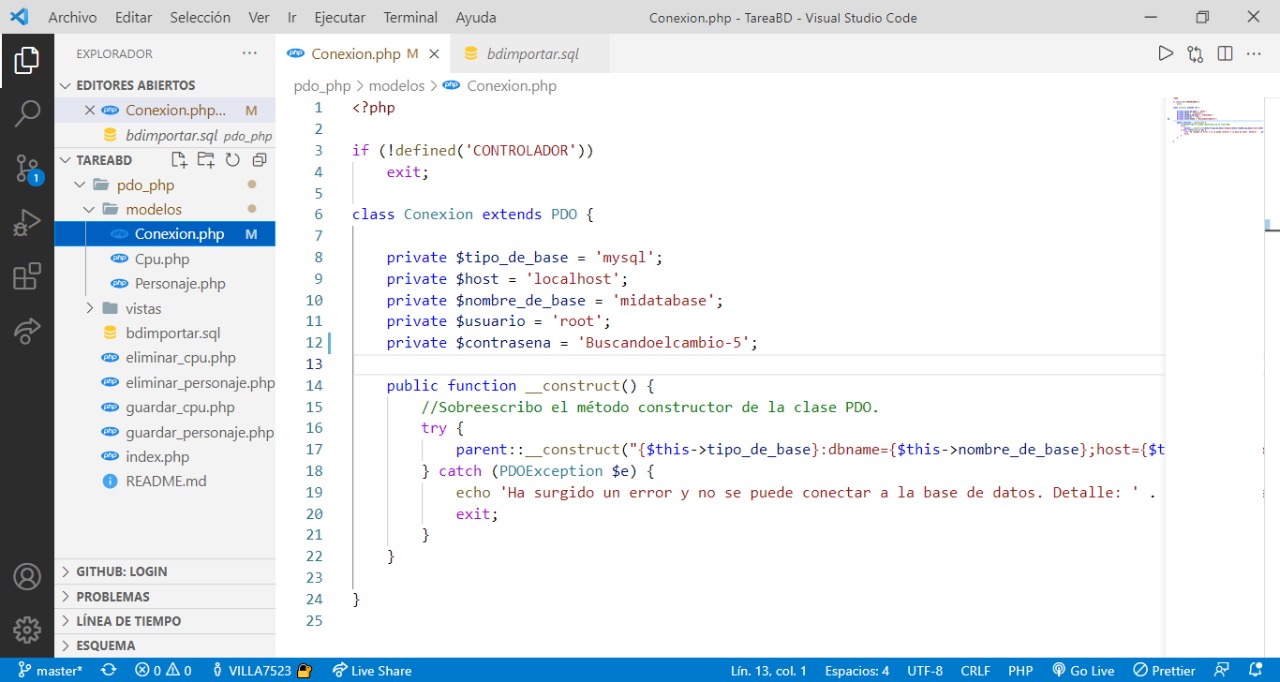 Archivo Editar Selección Ver Ir Ejecutar Terminal Ayuda Conexion.php - TareaBD - Visual Studio Code
EXPLORADOR
EDITORES ABIERTOS
Conexion.php... M
bdimportar.sql pdo_php
TAREABD
pdo_php
modelos
Conexion.php M
Cpu.php
Personaje.php
vistas
bdimportar.sql
eliminar_cpu.php
eliminar_personaje.php
guardar_cpu.php
guardar_personaje.php
index.php
README.md
GITHUB: LOGIN
PROBLEMAS
LÍNEA DE TIEMPO
ESQUEMA
1
Conexion.php M bdimportar.sql
pdo_php > modelos > Conexion.php
1 <?php
2
3 if (!defined('CONTROLADOR'))
4     exit;
5
6 class Conexion extends PDO {
7
8     private $tipo_de_base = 'mysql';
9     private $host = 'localhost';
10     private $nombre_de_base = 'midatabase';
11     private $usuario = 'root';
12     private $contrasena = 'Buscandoelcambio-5';
13
14     public function __construct() {
15         //Sobreescribo el método constructor de la clase PDO.
16         try {
17             parent::__construct("{$this->tipo_de_base}:dbname={$this->nombre_de_base};host={$t
18         } catch (PDOException $e) {
19             echo 'Ha surgido un error y no se puede conectar a la base de datos. Detalle: ' .
20             exit;
21         }
22     }
23
24 }
25
master* 0 0 VILLA7523 Live Share Lín. 13, col. 1 Espacios: 4 UTF-8 CRLF PHP Go Live Prettier